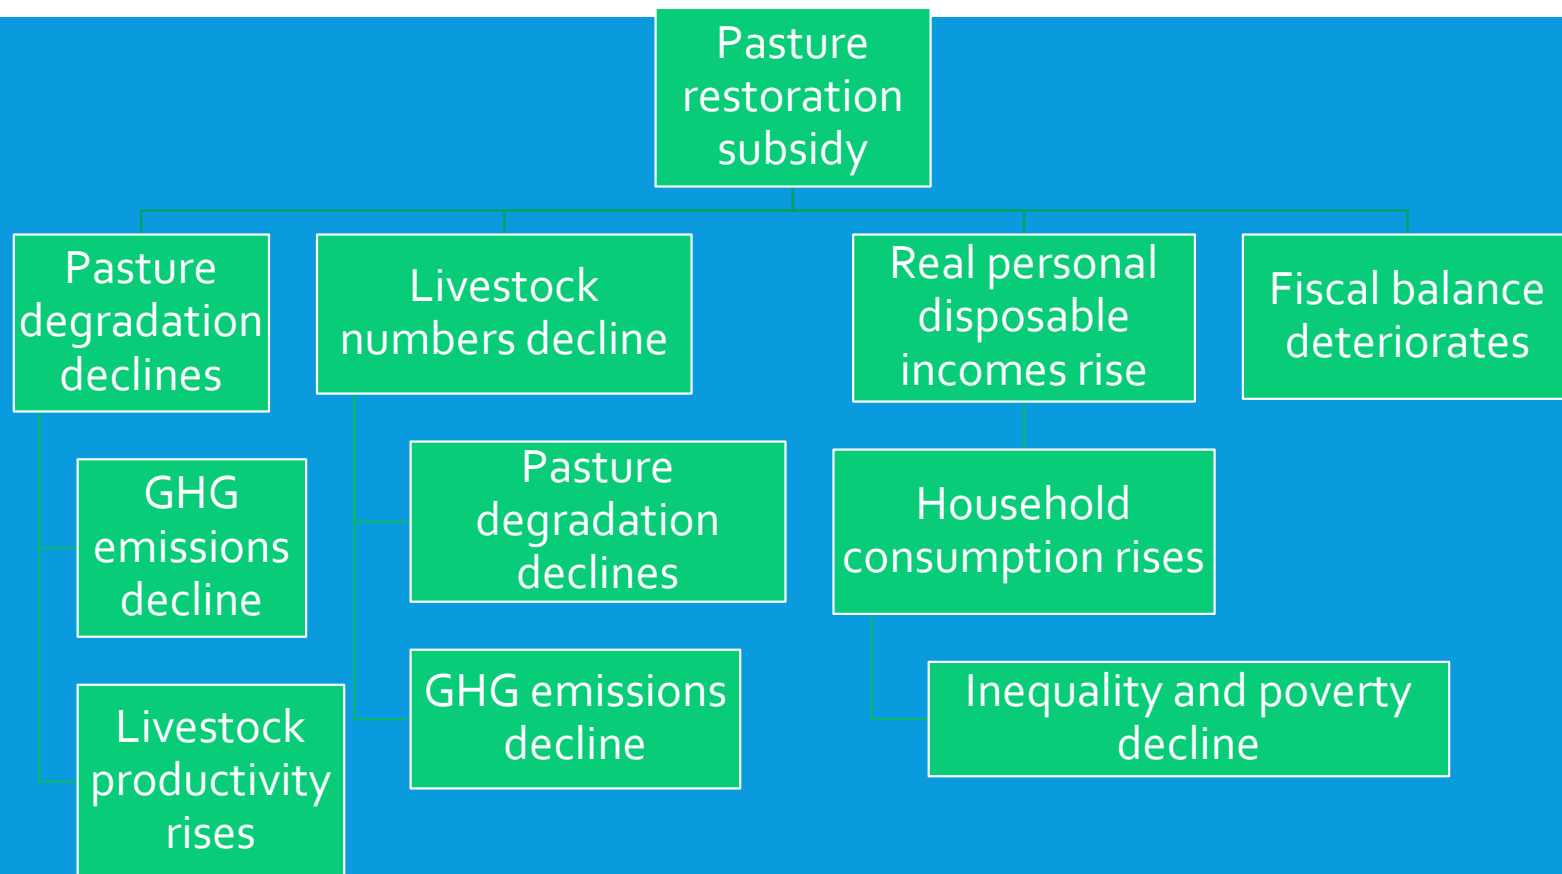 Pasture
restoration
subsidy
Pasture
degradation
declines
Livestock
numbers decline
Real personal
disposable
incomes rise
Fiscal balance
deteriorates
GHG
emissions
decline
Pasture
degradation
declines
Household
consumption rises
Livestock
productivity
rises
GHG emissions
decline
Inequality and poverty
decline